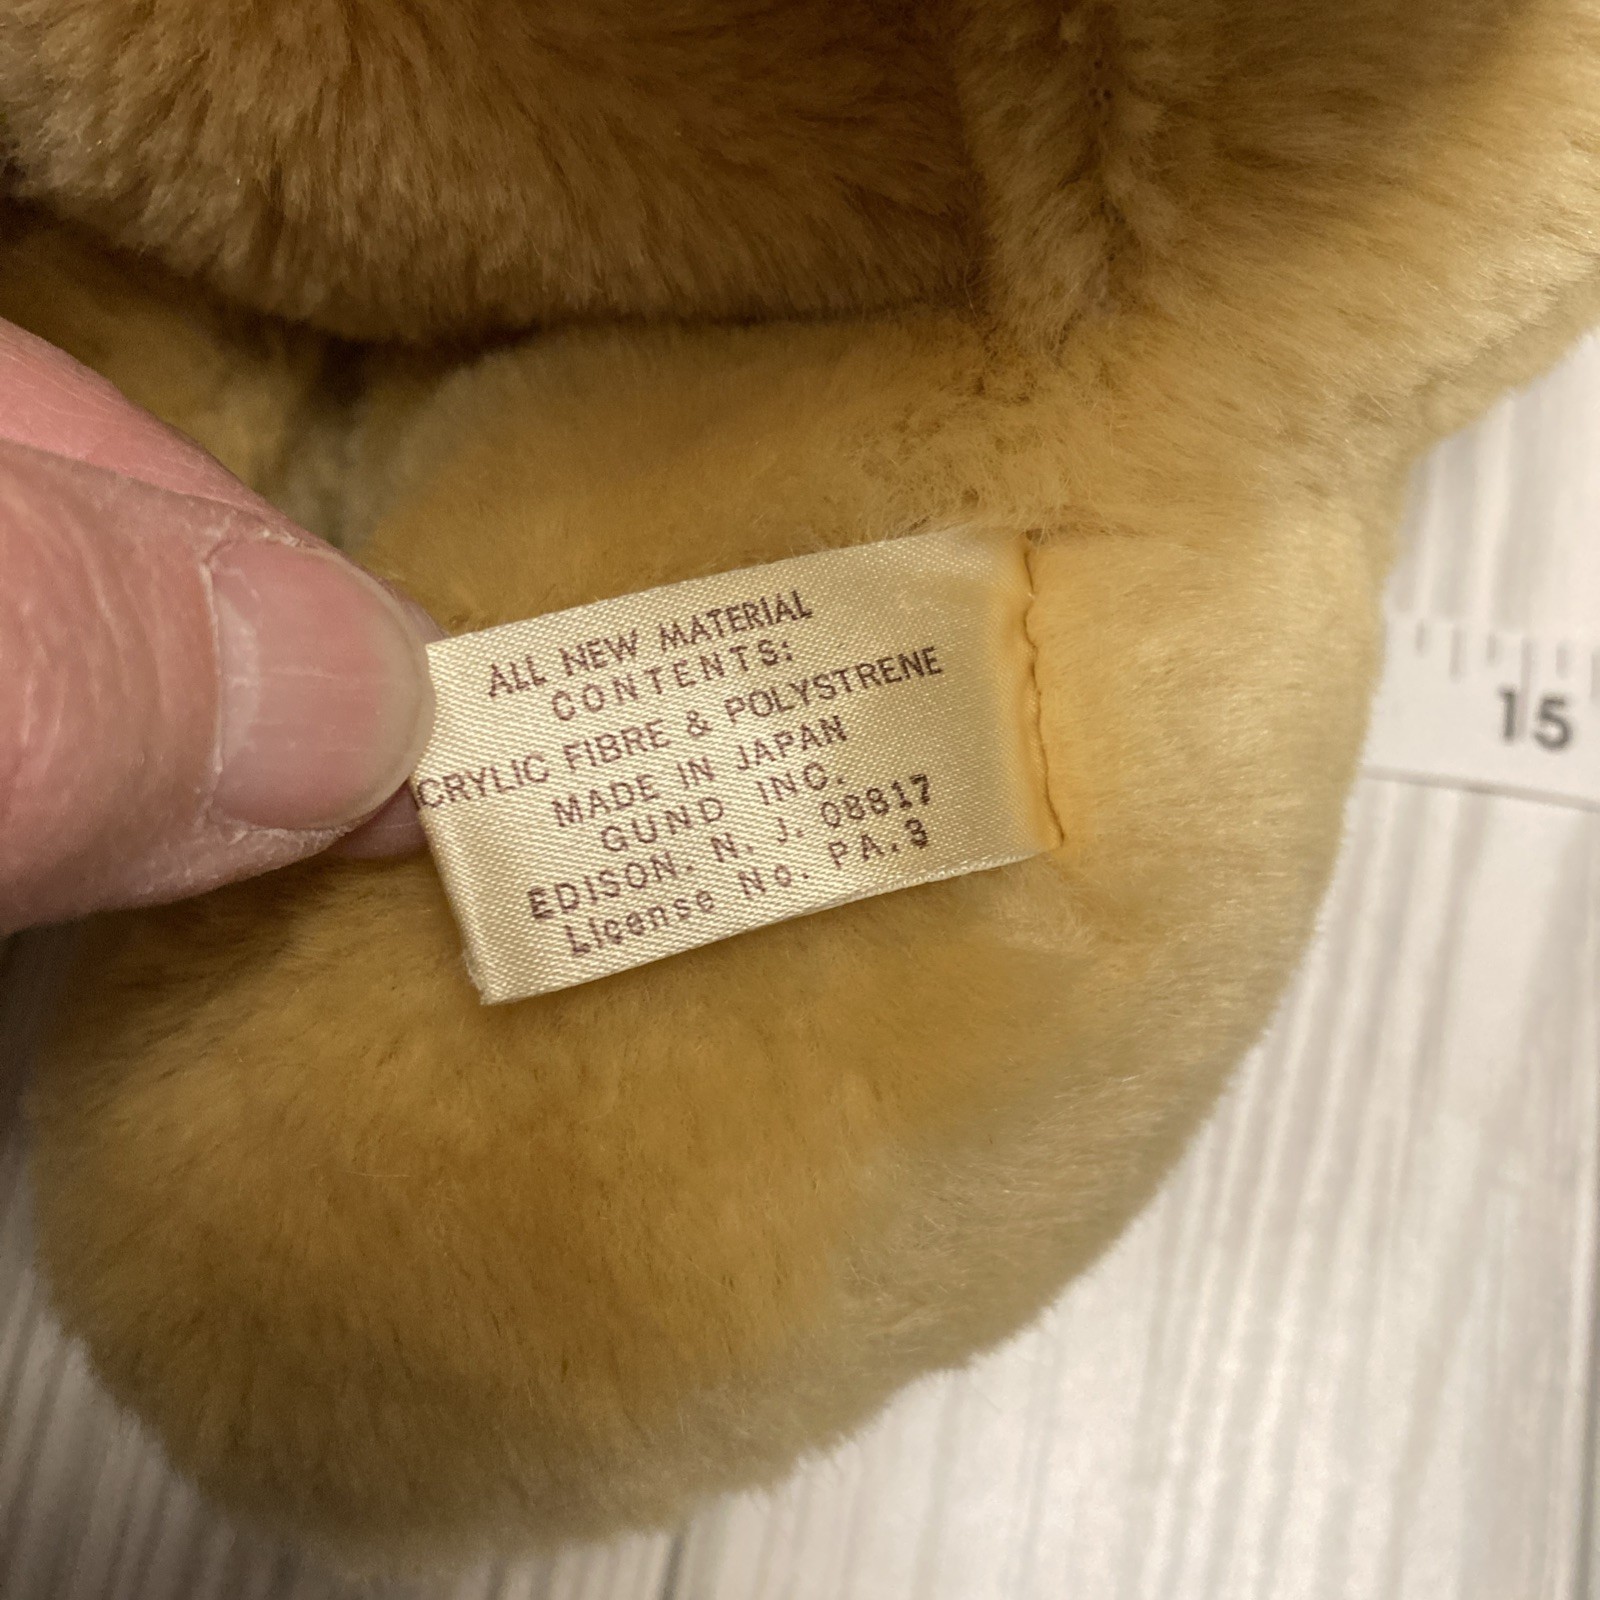 ALL NEW MATERIAL
CONTENTS:
CRYLIC FIBRE & POLYSTRENE
MADE IN JAPAN
GUND INC.
EDISON. N. J. 08817
License No. PA.3
15